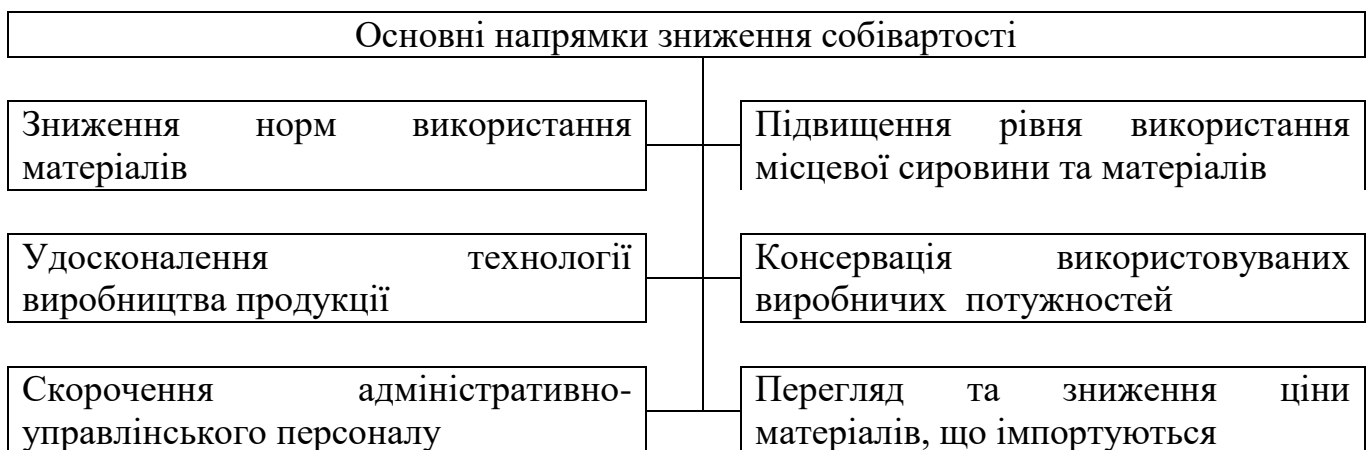 Основні напрямки зниження собівартості
Зниження норм використання
матеріалів
Підвищення рівня використання
місцевої сировини та матеріалів
Удосконалення технології
виробництва продукції
Консервація використовуваних
виробничих потужностей
Скорочення адміністративно-
управлінського персоналу
Перегляд та зниження ціни
матеріалів, що імпортуються